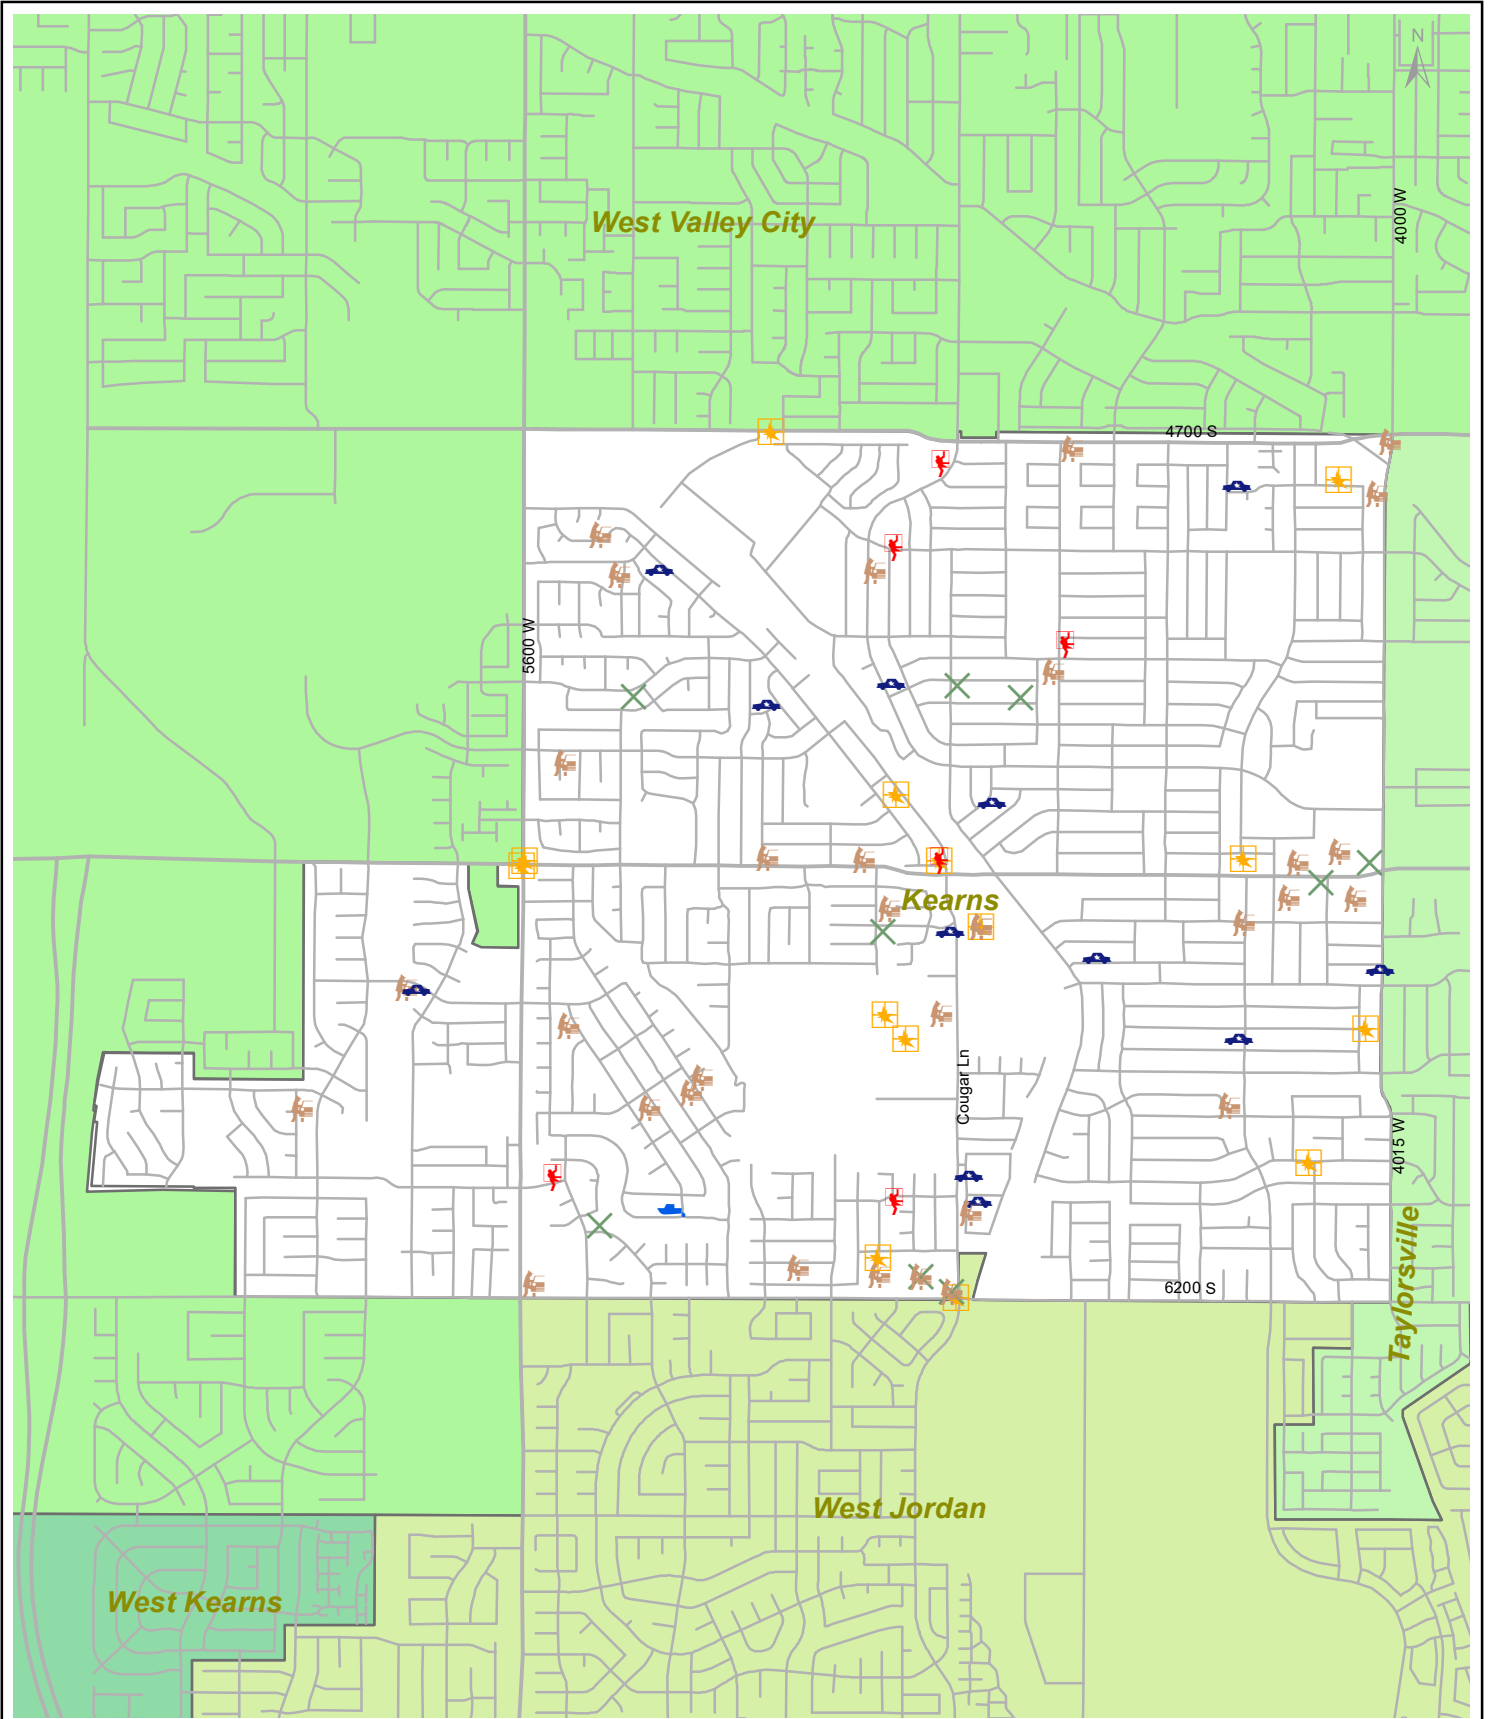 N
4000 W
West Valley City
4700 S
5600 W
Kearns
Cougar Ln
4015 W
Taylorsville
6200 S
West Jordan
West Kearns